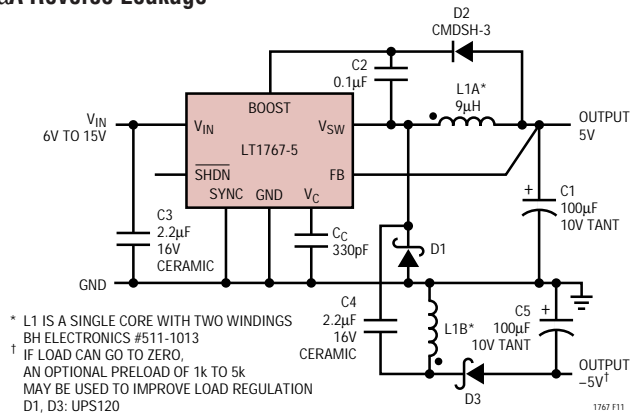 A Reverse Leakage
D2
CMDSH-3
C2
0.1µF
L1A*
9µH
BOOST
VIN
6V TO 15V
VIN
VSW
OUTPUT
5V
LT1767-5
SHDN
FB
SYNC
GND
VC
C1
100µF
10V TANT
+
C3
2.2µF
16V
CERAMIC
CC
330pF
D1
GND
C4
2.2µF
16V
CERAMIC
L1B*
C5
100µF
10V TANT
+
OUTPUT
–5V†
D3
* L1 IS A SINGLE CORE WITH TWO WINDINGS
BH ELECTRONICS #511-1013
† IF LOAD CAN GO TO ZERO,
AN OPTIONAL PRELOAD OF 1k TO 5k
MAY BE USED TO IMPROVE LOAD REGULATION
D1, D3: UPS120
1767 F11